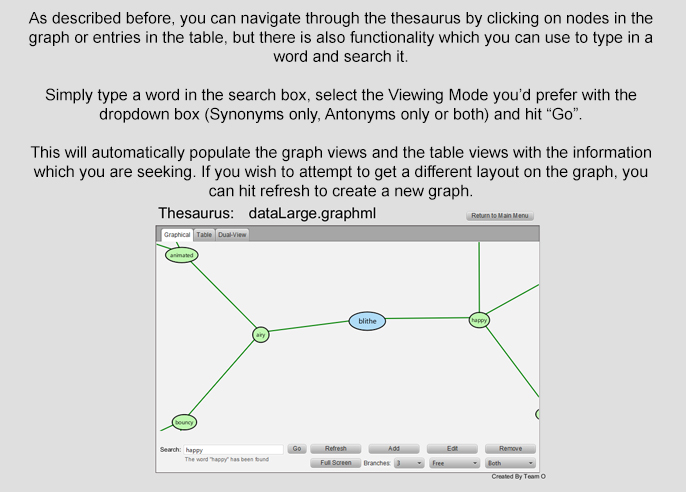 As described before, you can navigate through the thesaurus by clicking on nodes in the
graph or entries in the table, but there is also functionality which you can use to type in a
word and search it.
Simply type a word in the search box, select the Viewing Mode you’d prefer with the
dropdown box (Synonyms only, Antonyms only or both) and hit “Go”.
This will automatically populate the graph views and the table views with the information
which you are seeking. If you wish to attempt to get a different layout on the graph, you
can hit refresh to create a new graph.
Thesaurus: dataLarge.graphml
Return to Main Menu
Graphical Table Dual-View
animated
blithe
happy
airy
bouncy
Search: happy Go Refresh Add Edit Remove
The word "happy" has been found
Full Screen Branches: 3 Free Both
Created By Team O